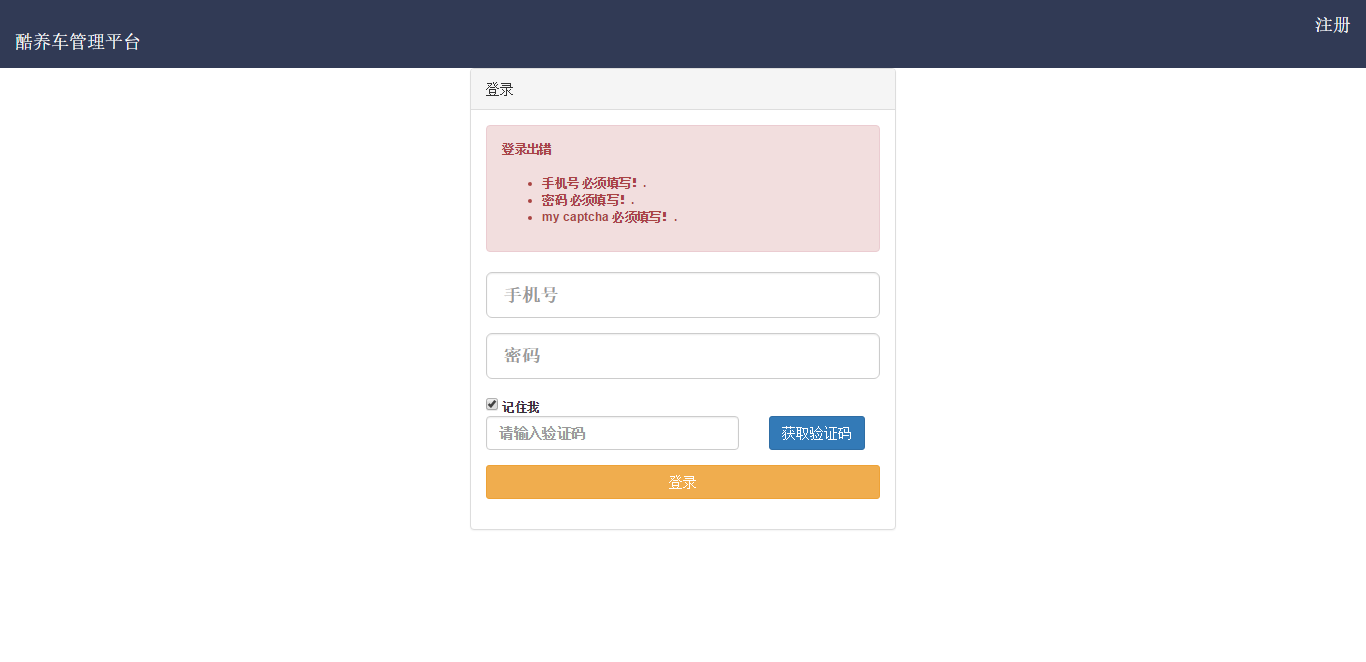 酷养车管理平台
注册
登录
登录出错
手机号 必须填写! .
密码 必须填写! .
my captcha 必须填写! .
手机号
密码
记住我
请输入验证码
获取验证码
登录